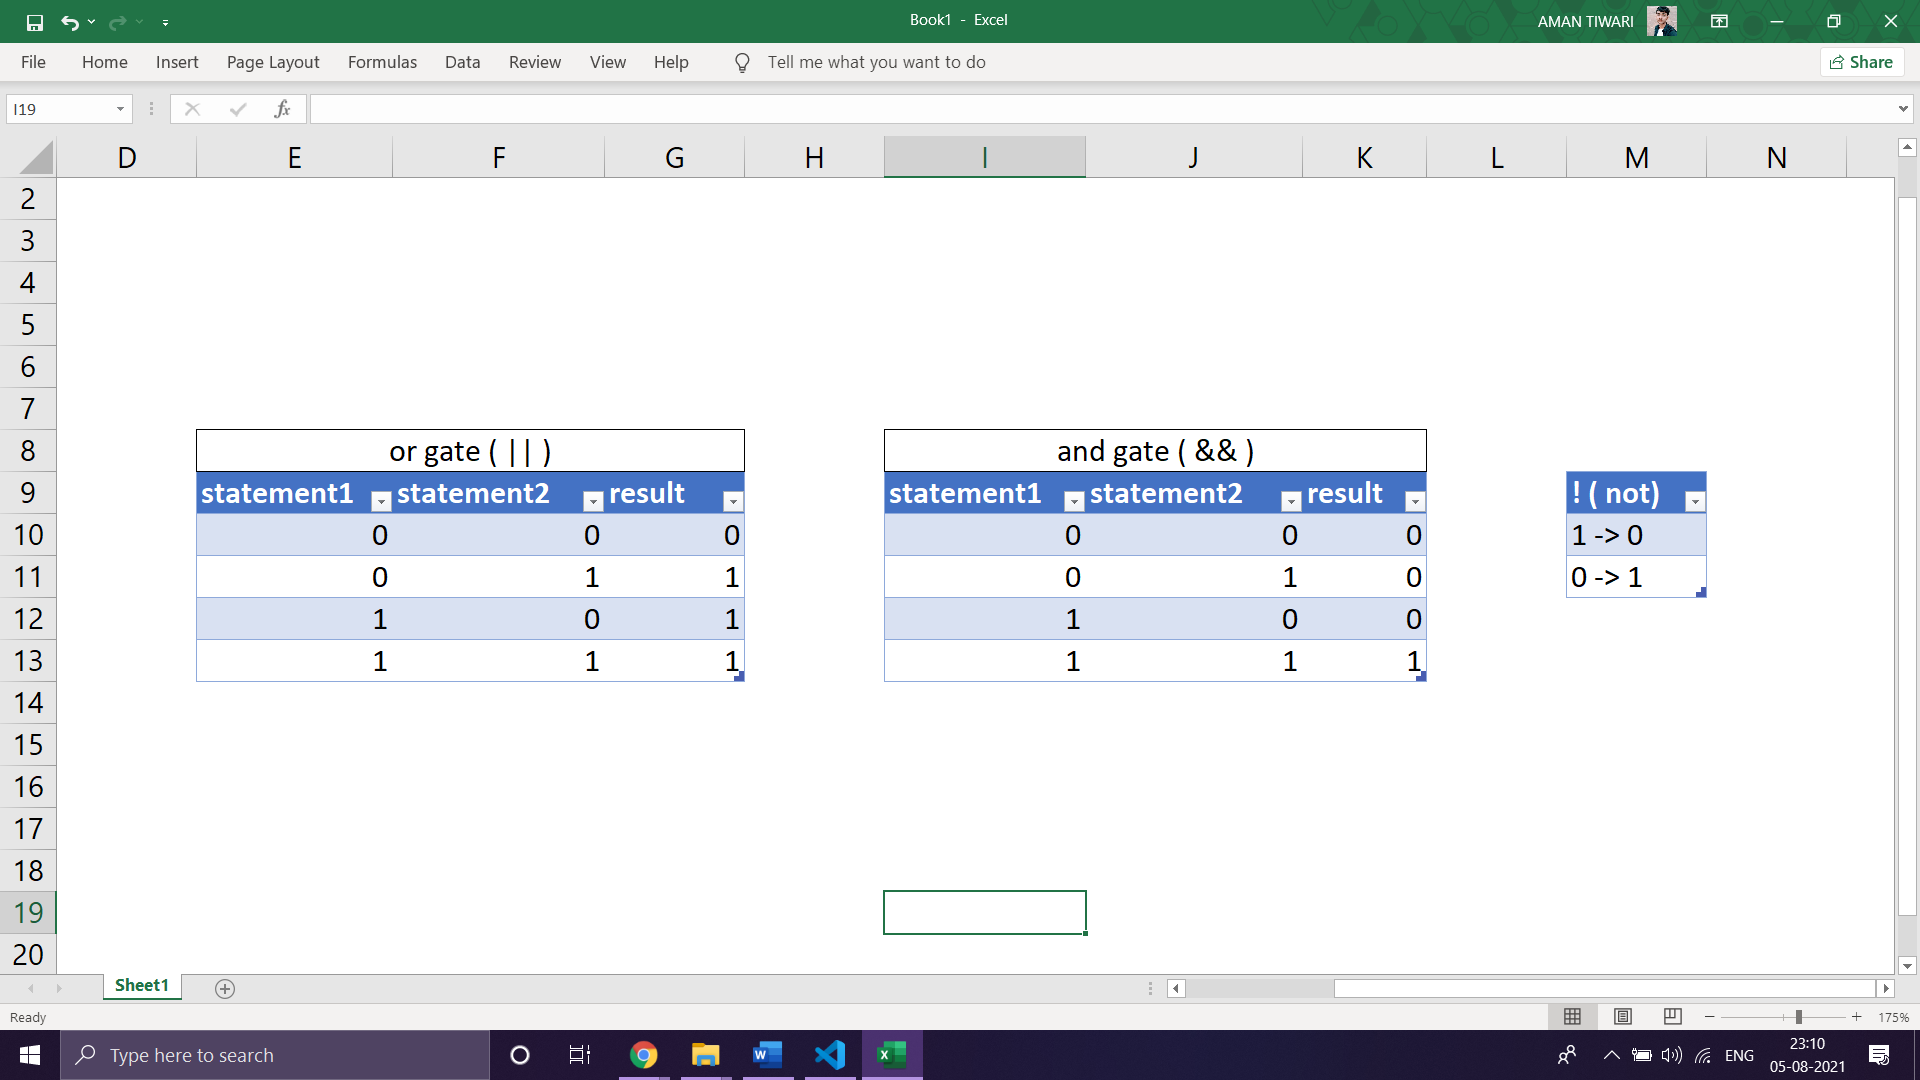 Book1 - Excel
AMAN TIWARI
File Home Insert Page Layout Formulas Data Review View Help Tell me what you want to do Share
I19 fx
D E F G H I J K L M N
2
3
4
5
6
7
8 or gate ( || ) and gate ( && )
9 statement1 statement2 result statement1 statement2 result ! ( not)
10 0 0 0 0 0 0 1 -> 0
11 0 1 1 0 1 0 0 -> 1
12 1 0 1 1 0 0
13 1 1 1 1 1 1
14
15
16
17
18
19
20
Sheet1
Ready 175%
Type here to search ENG 23:10
05-08-2021